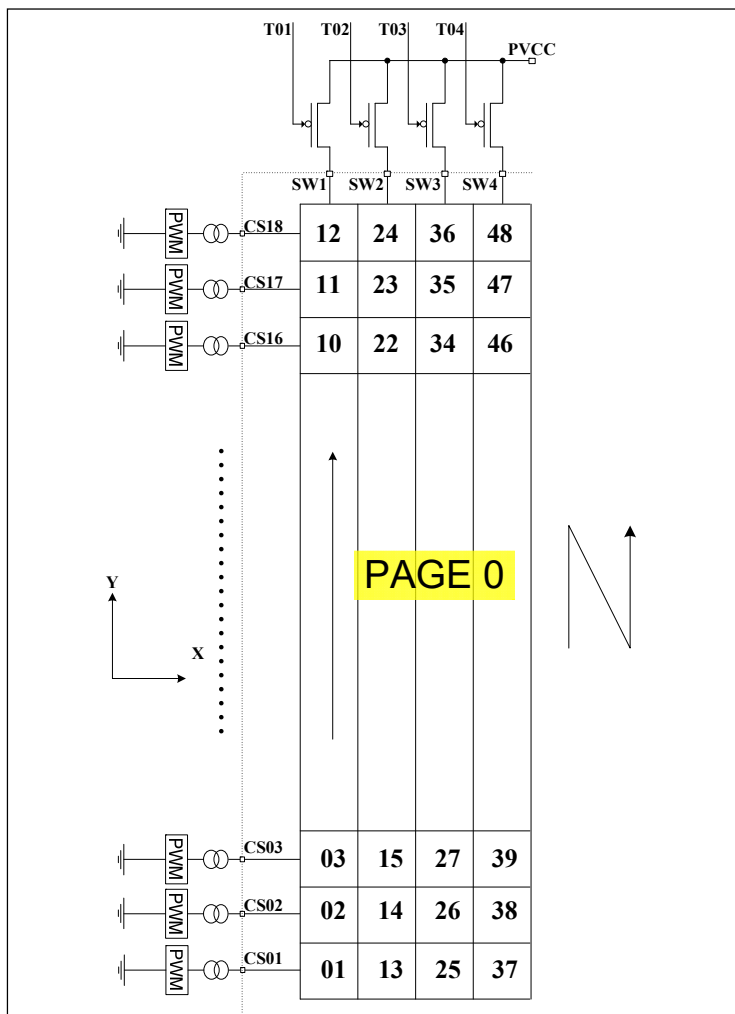 T01 T02 T03 T04
PVCC
SW1 SW2 SW3 SW4
PWM CS18 12 24 36 48
PWM CS17 11 23 35 47
PWM CS16 10 22 34 46
PAGE 0
Y
X
PWM CS03 03 15 27 39
PWM CS02 02 14 26 38
PWM CS01 01 13 25 37